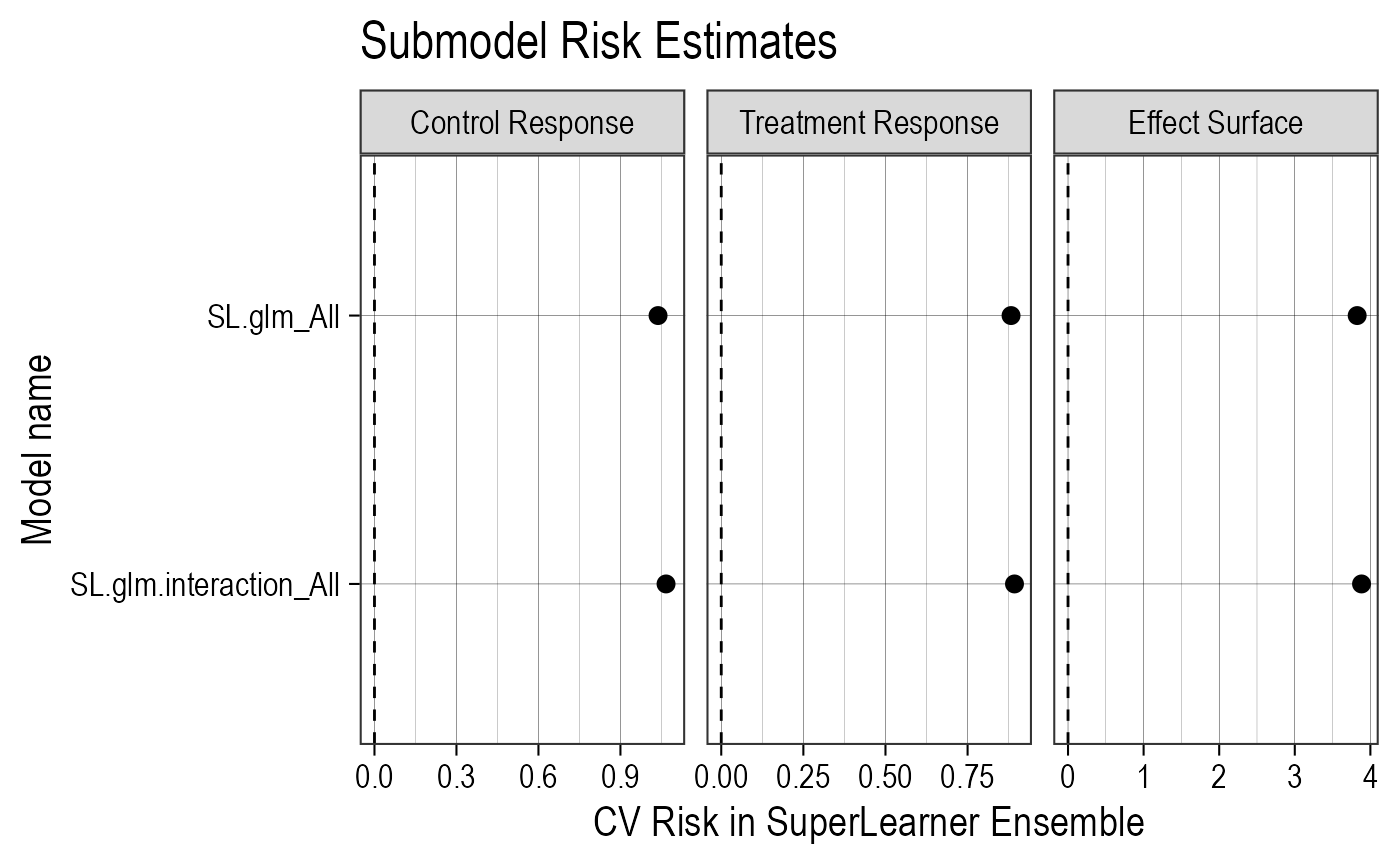 Submodel Risk Estimates
Control Response
Treatment Response
Effect Surface
Model name
SL.glm_All
SL.glm.interaction_All
0.0 0.3 0.6 0.9
0.00 0.25 0.50 0.75
0 1 2 3 4
CV Risk in SuperLearner Ensemble